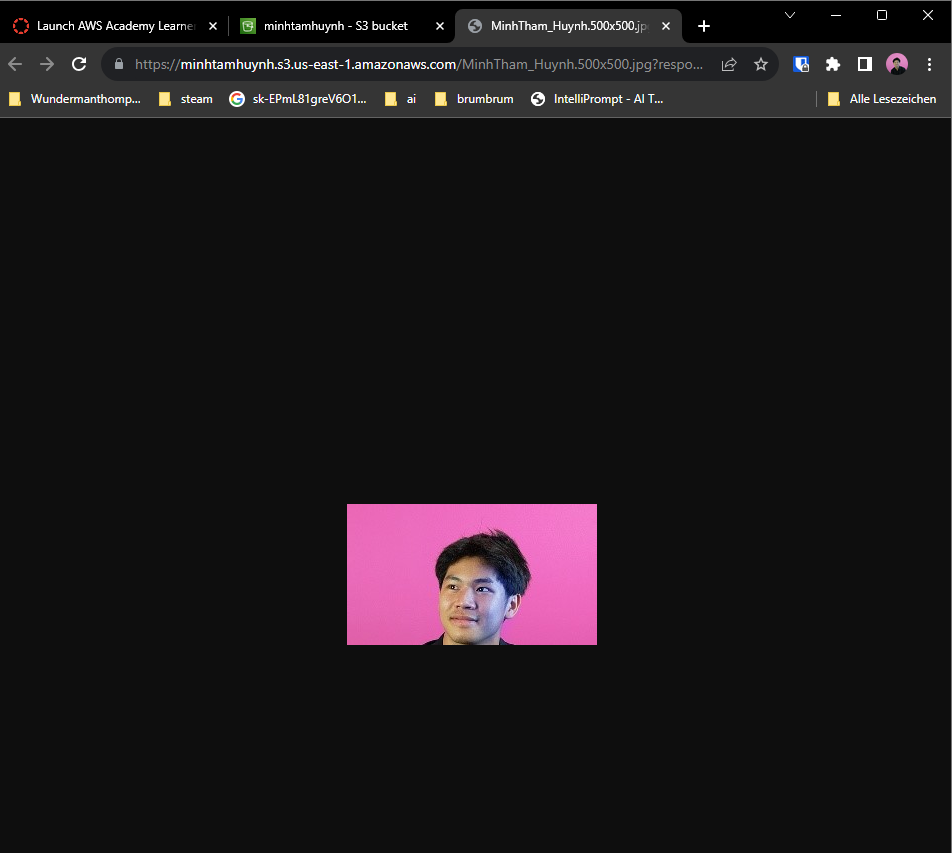 Launch AWS Academy Learne
minhtamhuynh - S3 bucket
MinhTham_Huynh.500x500.jp
https://minhtamhuynh.s3.us-east-1.amazonaws.com/MinhTham_Huynh.500x500.jpg?respo...
Wundermanthomp...
steam
sk-EPmL81greV6O1...
ai
brumbrum
IntelliPrompt - AI T...
Alle Lesezeichen